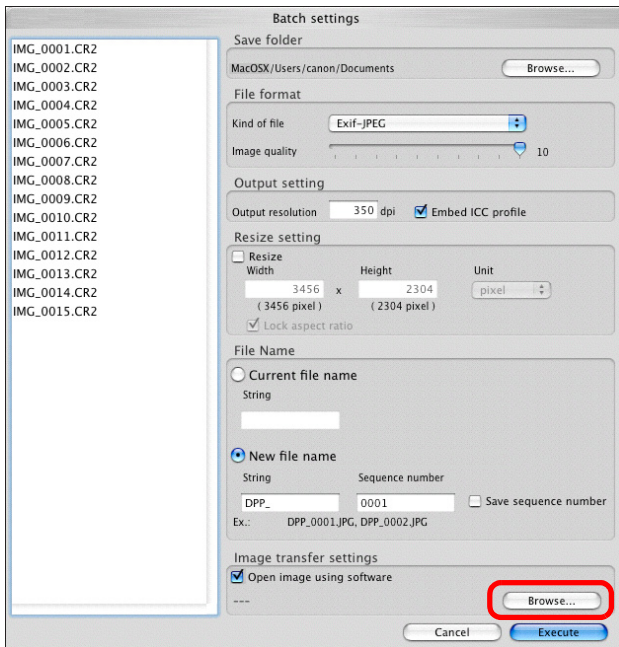 Batch settings
IMG_0001.CR2
IMG_0002.CR2
IMG_0003.CR2
IMG_0004.CR2
IMG_0005.CR2
IMG_0006.CR2
IMG_0007.CR2
IMG_0008.CR2
IMG_0009.CR2
IMG_0010.CR2
IMG_0011.CR2
IMG_0012.CR2
IMG_0013.CR2
IMG_0014.CR2
IMG_0015.CR2
Save folder
MacOSX/Users/canon/Documents Browse...
File format
Kind of file Exif-JPEG
Image quality 10
Output setting
Output resolution 350 dpi Embed ICC profile
Resize setting
Resize
Width Height Unit
3456 x 2304 pixel
(3456 pixel) (2304 pixel)
Lock aspect ratio
File Name
Current file name
String
New file name
String Sequence number
DPP_ 0001 Save sequence number
Ex.: DPP_0001.JPG, DPP_0002.JPG
Image transfer settings
Open image using software
--- Browse...
Cancel Execute